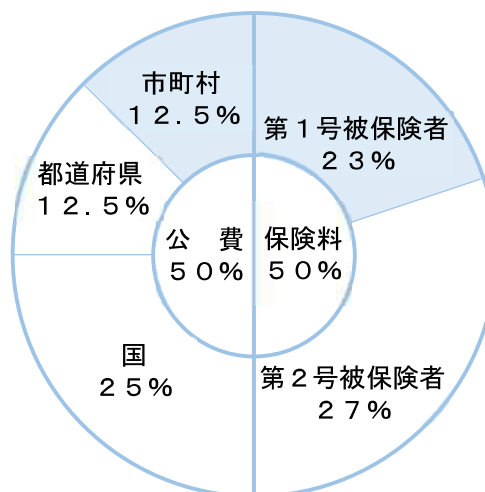 市町村
１２.５%
第１号被保険者
２３%
都道府県
１２.５%
公　費
５０%
保険料
５０%
国
２５%
第２号被保険者
２７%